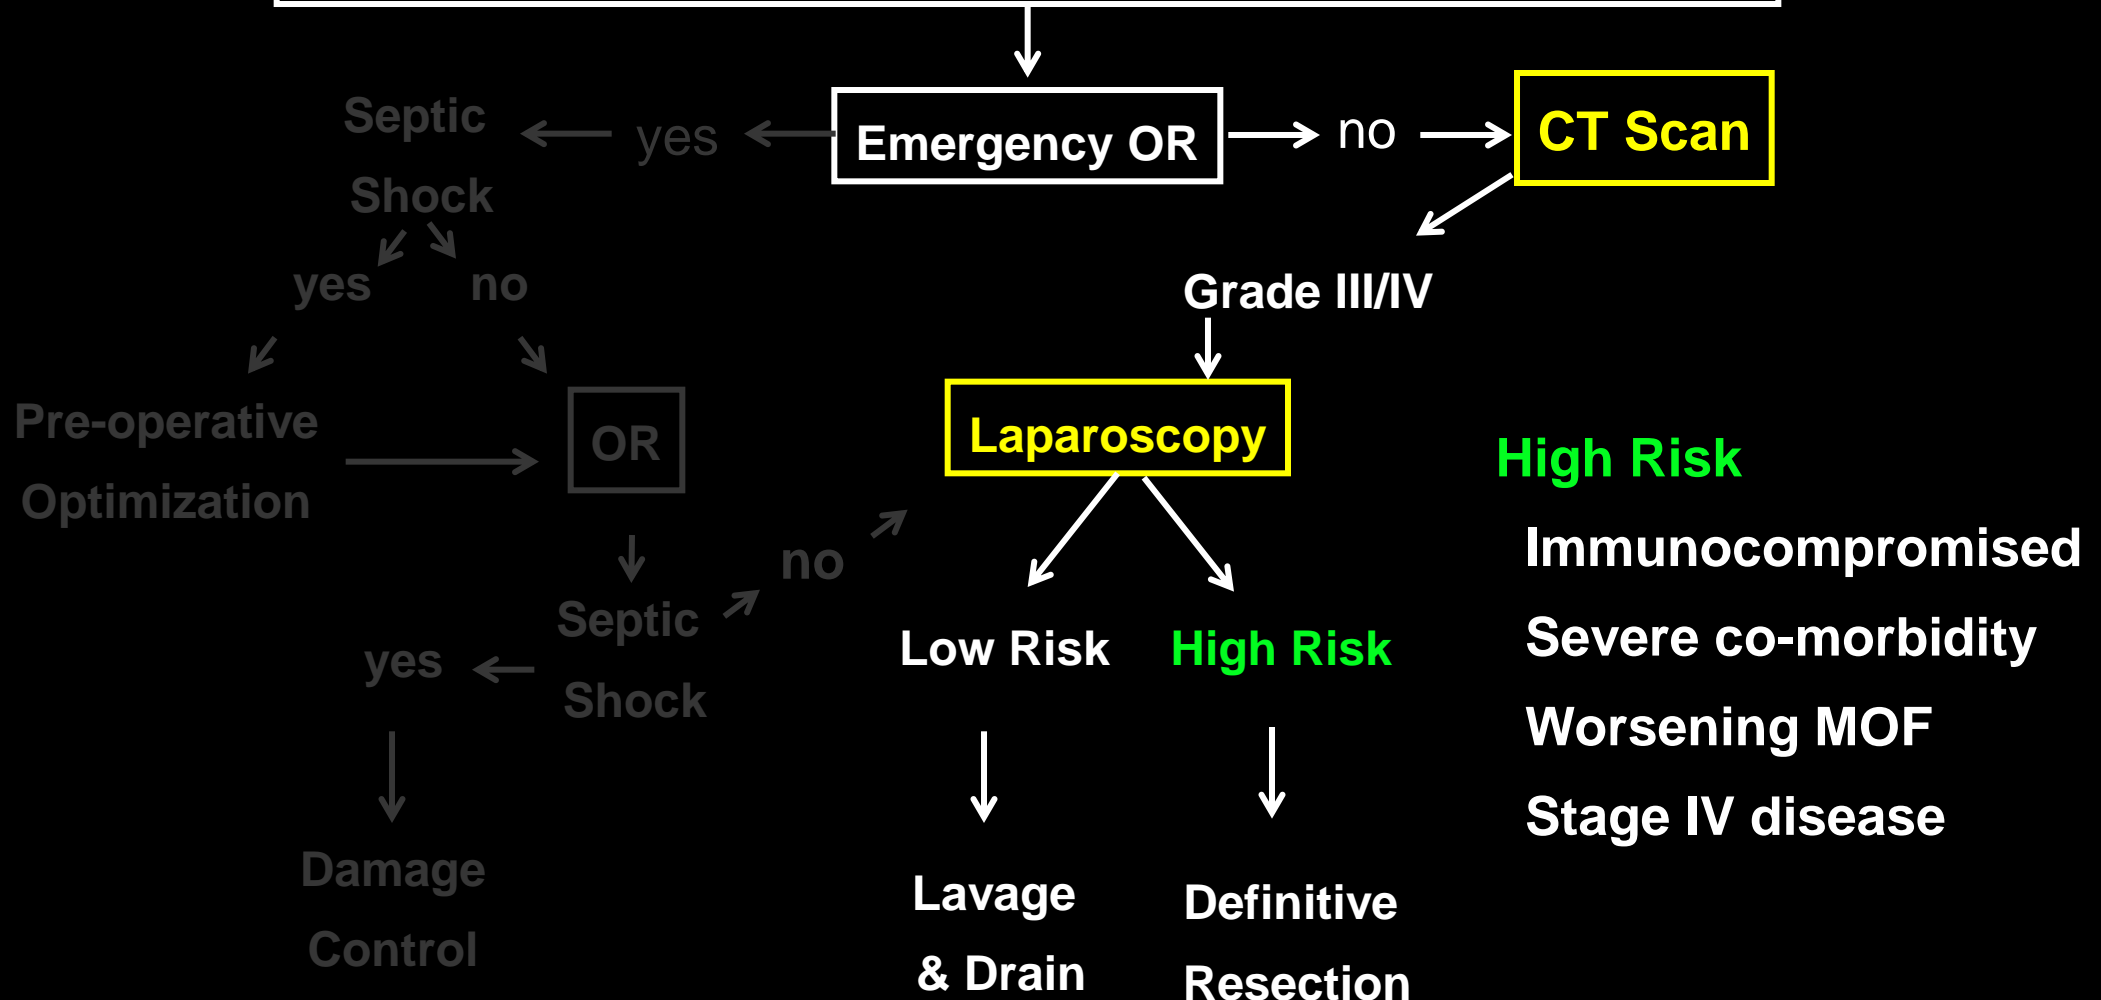 Emergency OR
no
CT Scan
yes
Septic
Shock
yes
no
Grade III/IV
Pre-operative
Optimization
OR
Laparoscopy
no
Septic
Shock
yes
Damage
Control
Low Risk
High Risk
Lavage
& Drain
Definitive
Resection
High Risk
Immunocompromised
Severe co-morbidity
Worsening MOF
Stage IV disease